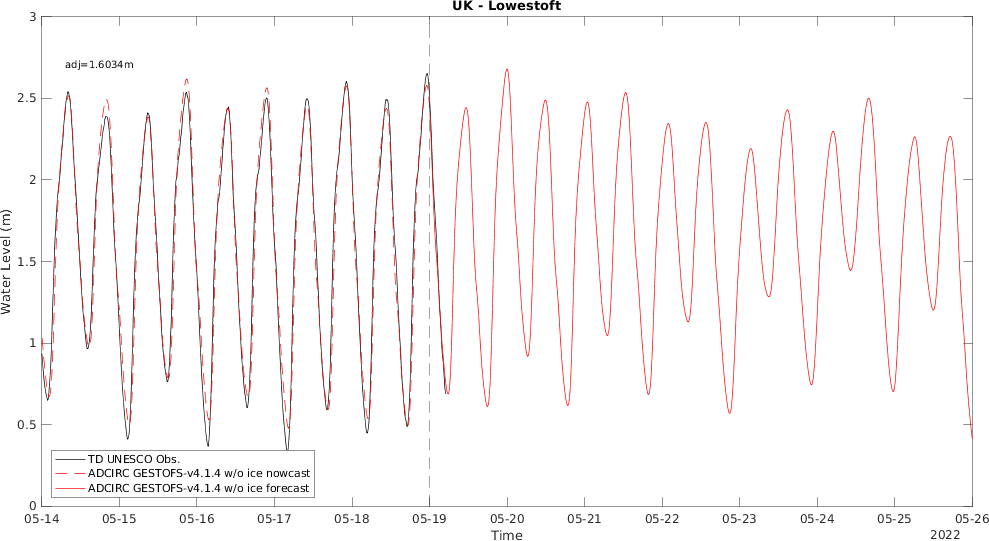 UK - Lowestoft
adj=1.6034m
Water Level (m)
3
2.5
2
1.5
1
0.5
0
TD UNESCO Obs.
ADCIRC GESTOFS-v4.1.4 w/o ice nowcast
ADCIRC GESTOFS-v4.1.4 w/o ice forecast
05-14 05-15 05-16 05-17 05-18 05-19 05-20 05-21 05-22 05-23 05-24 05-25 05-26
Time
2022